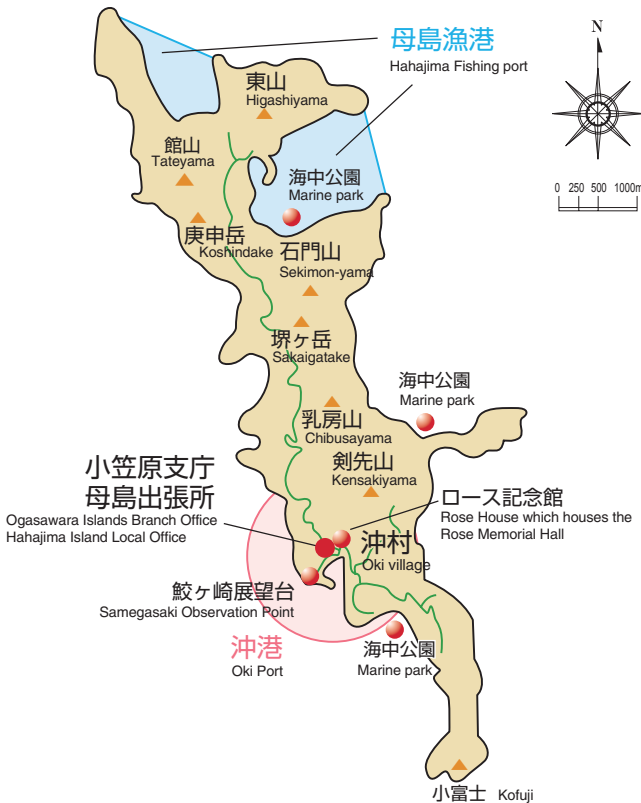 母島漁港
Hahajima Fishing port
N
東山
Higashiyama
館山
Tateyama
海中公園
Marine park
0 250 500 1000m
庚申岳
Koshindake
石門山
Sekimon-yama
堺ヶ岳
Sakaigatake
海中公園
Marine park
乳房山
Chibusayama
剣先山
Kensakiyama
小笠原支庁
母島出張所
Ogasawara Islands Branch Office
Hahajima Island Local Office
ロース記念館
Rose House which houses the
Rose Memorial Hall
沖村
Oki village
鮫ヶ崎展望台
Samegasaki Observation Point
沖港
Oki Port
海中公園
Marine park
小富士 Kofuji